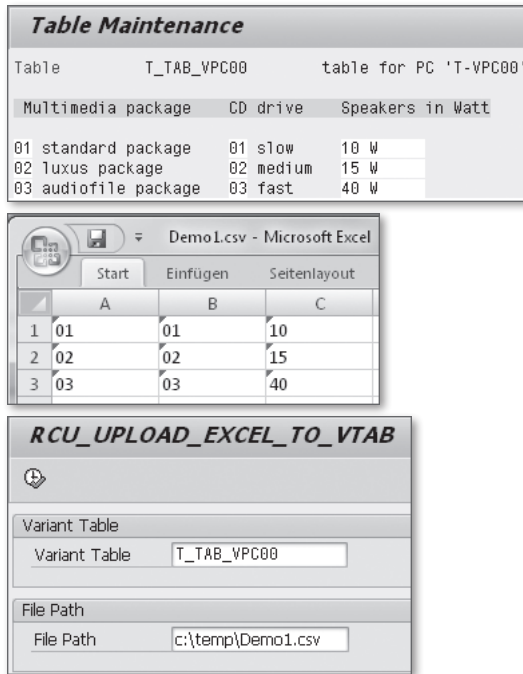 Table Maintenance
Table T_TAB_VPC00 table for PC 'T-VPC00'
Multimedia package CD drive Speakers in Watt
01 standard package 01 slow 10 W
02 luxus package 02 medium 15 W
03 audiofile package 03 fast 40 W
Demo1.csv - Microsoft Excel
Start Einfügen Seitenlayout
A B C
1 01 01 10
2 02 02 15
3 03 03 40
RCU_UPLOAD_EXCEL_TO_VTAB
Variant Table
Variant Table T_TAB_VPC00
File Path
File Path c:\temp\Demo1.csv